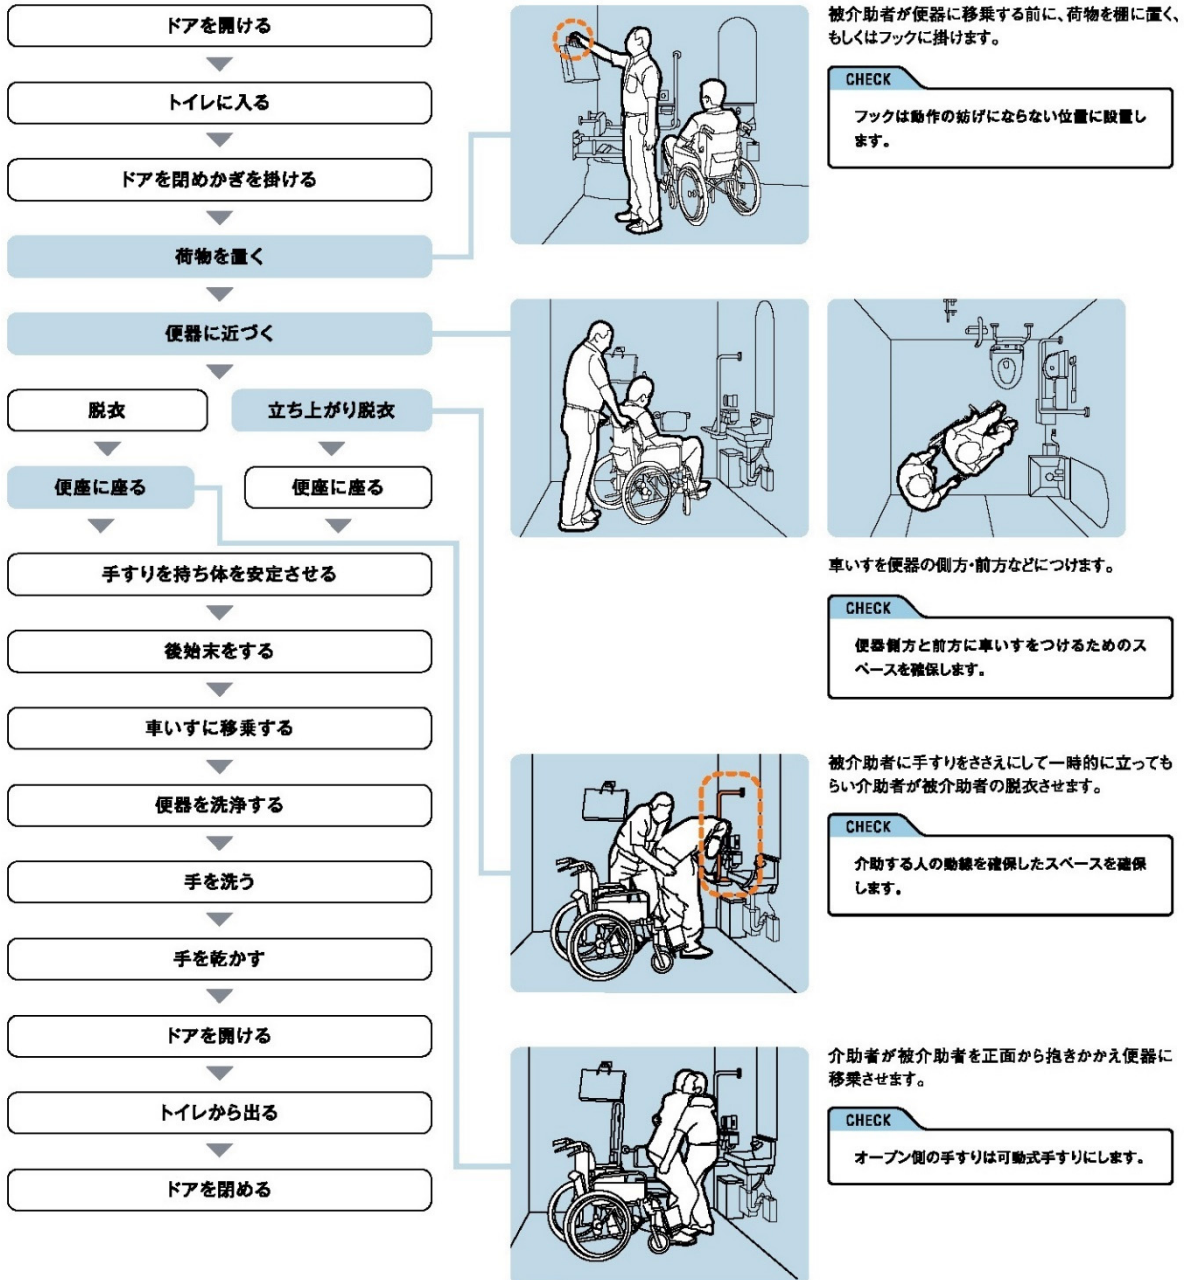 ドアを開ける
トイレに入る
ドアを閉めかぎを掛ける
荷物を置く
便器に近づく
脱衣
立ち上がり脱衣
便座に座る
便座に座る
手すりを持ち体を安定させる
後始末をする
車いすに移乗する
便器を洗浄する
手を洗う
手を乾かす
ドアを開ける
トイレから出る
ドアを閉める
被介助者が便器に移乗する前に、荷物を棚に置く、
もしくはフックに掛けます。
CHECK
フックは動作の妨げにならない位置に設置し
ます。
車いすを便器の側方・前方などにつけます。
CHECK
便器側方と前方に車いすをつけるためのス
ペースを確保します。
被介助者に手すりをささえにして一時的に立っても
らい介助者が被介助者の脱衣させます。
CHECK
介助する人の動線を確保したスペースを確保
します。
介助者が被介助者を正面から抱きかかえ便器に
移乗させます。
CHECK
オープン側の手すりは可動式手すりにします。